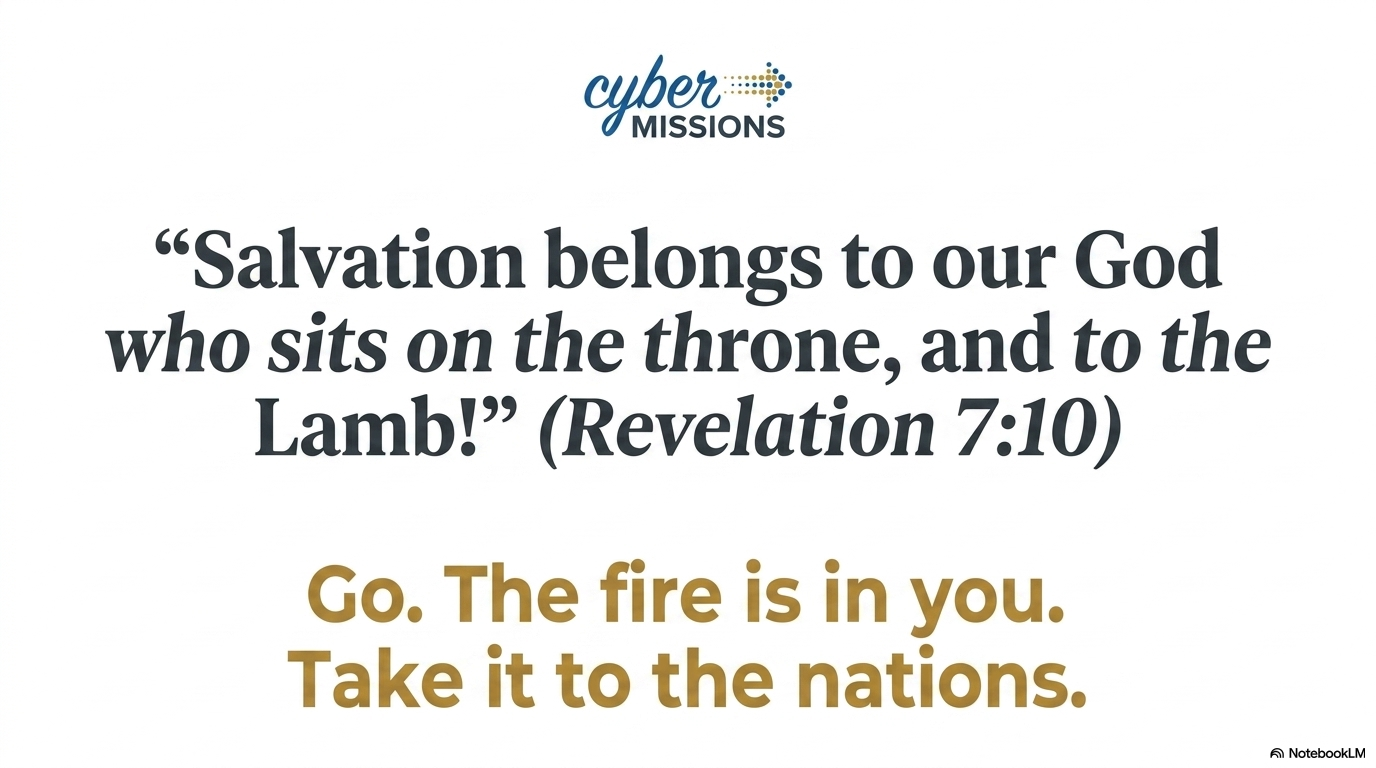 cyber
MISSIONS
“Salvation belongs to our God
who sits on the throne, and to the
Lamb!” (Revelation 7:10)
Go. The fire is in you.
Take it to the nations.
NotebookLM